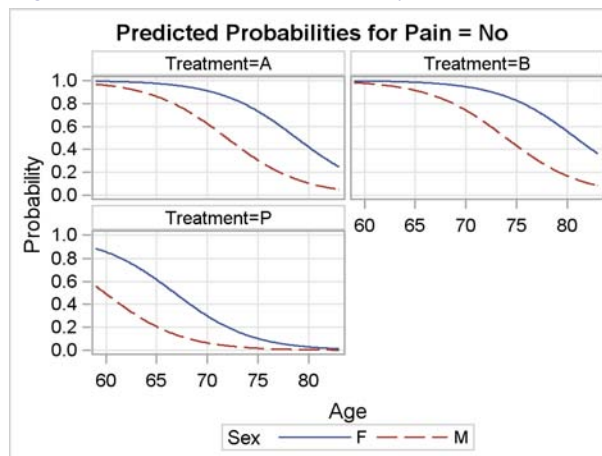 Predicted Probabilities for Pain = No
Treatment=A
Treatment=B
1.0
0.8
0.6
0.4
0.2
0.0
60 65 70 75 80
Treatment=P
1.0
0.8
0.6
0.4
0.2
0.0
60 65 70 75 80
Probability
Age
Sex F M